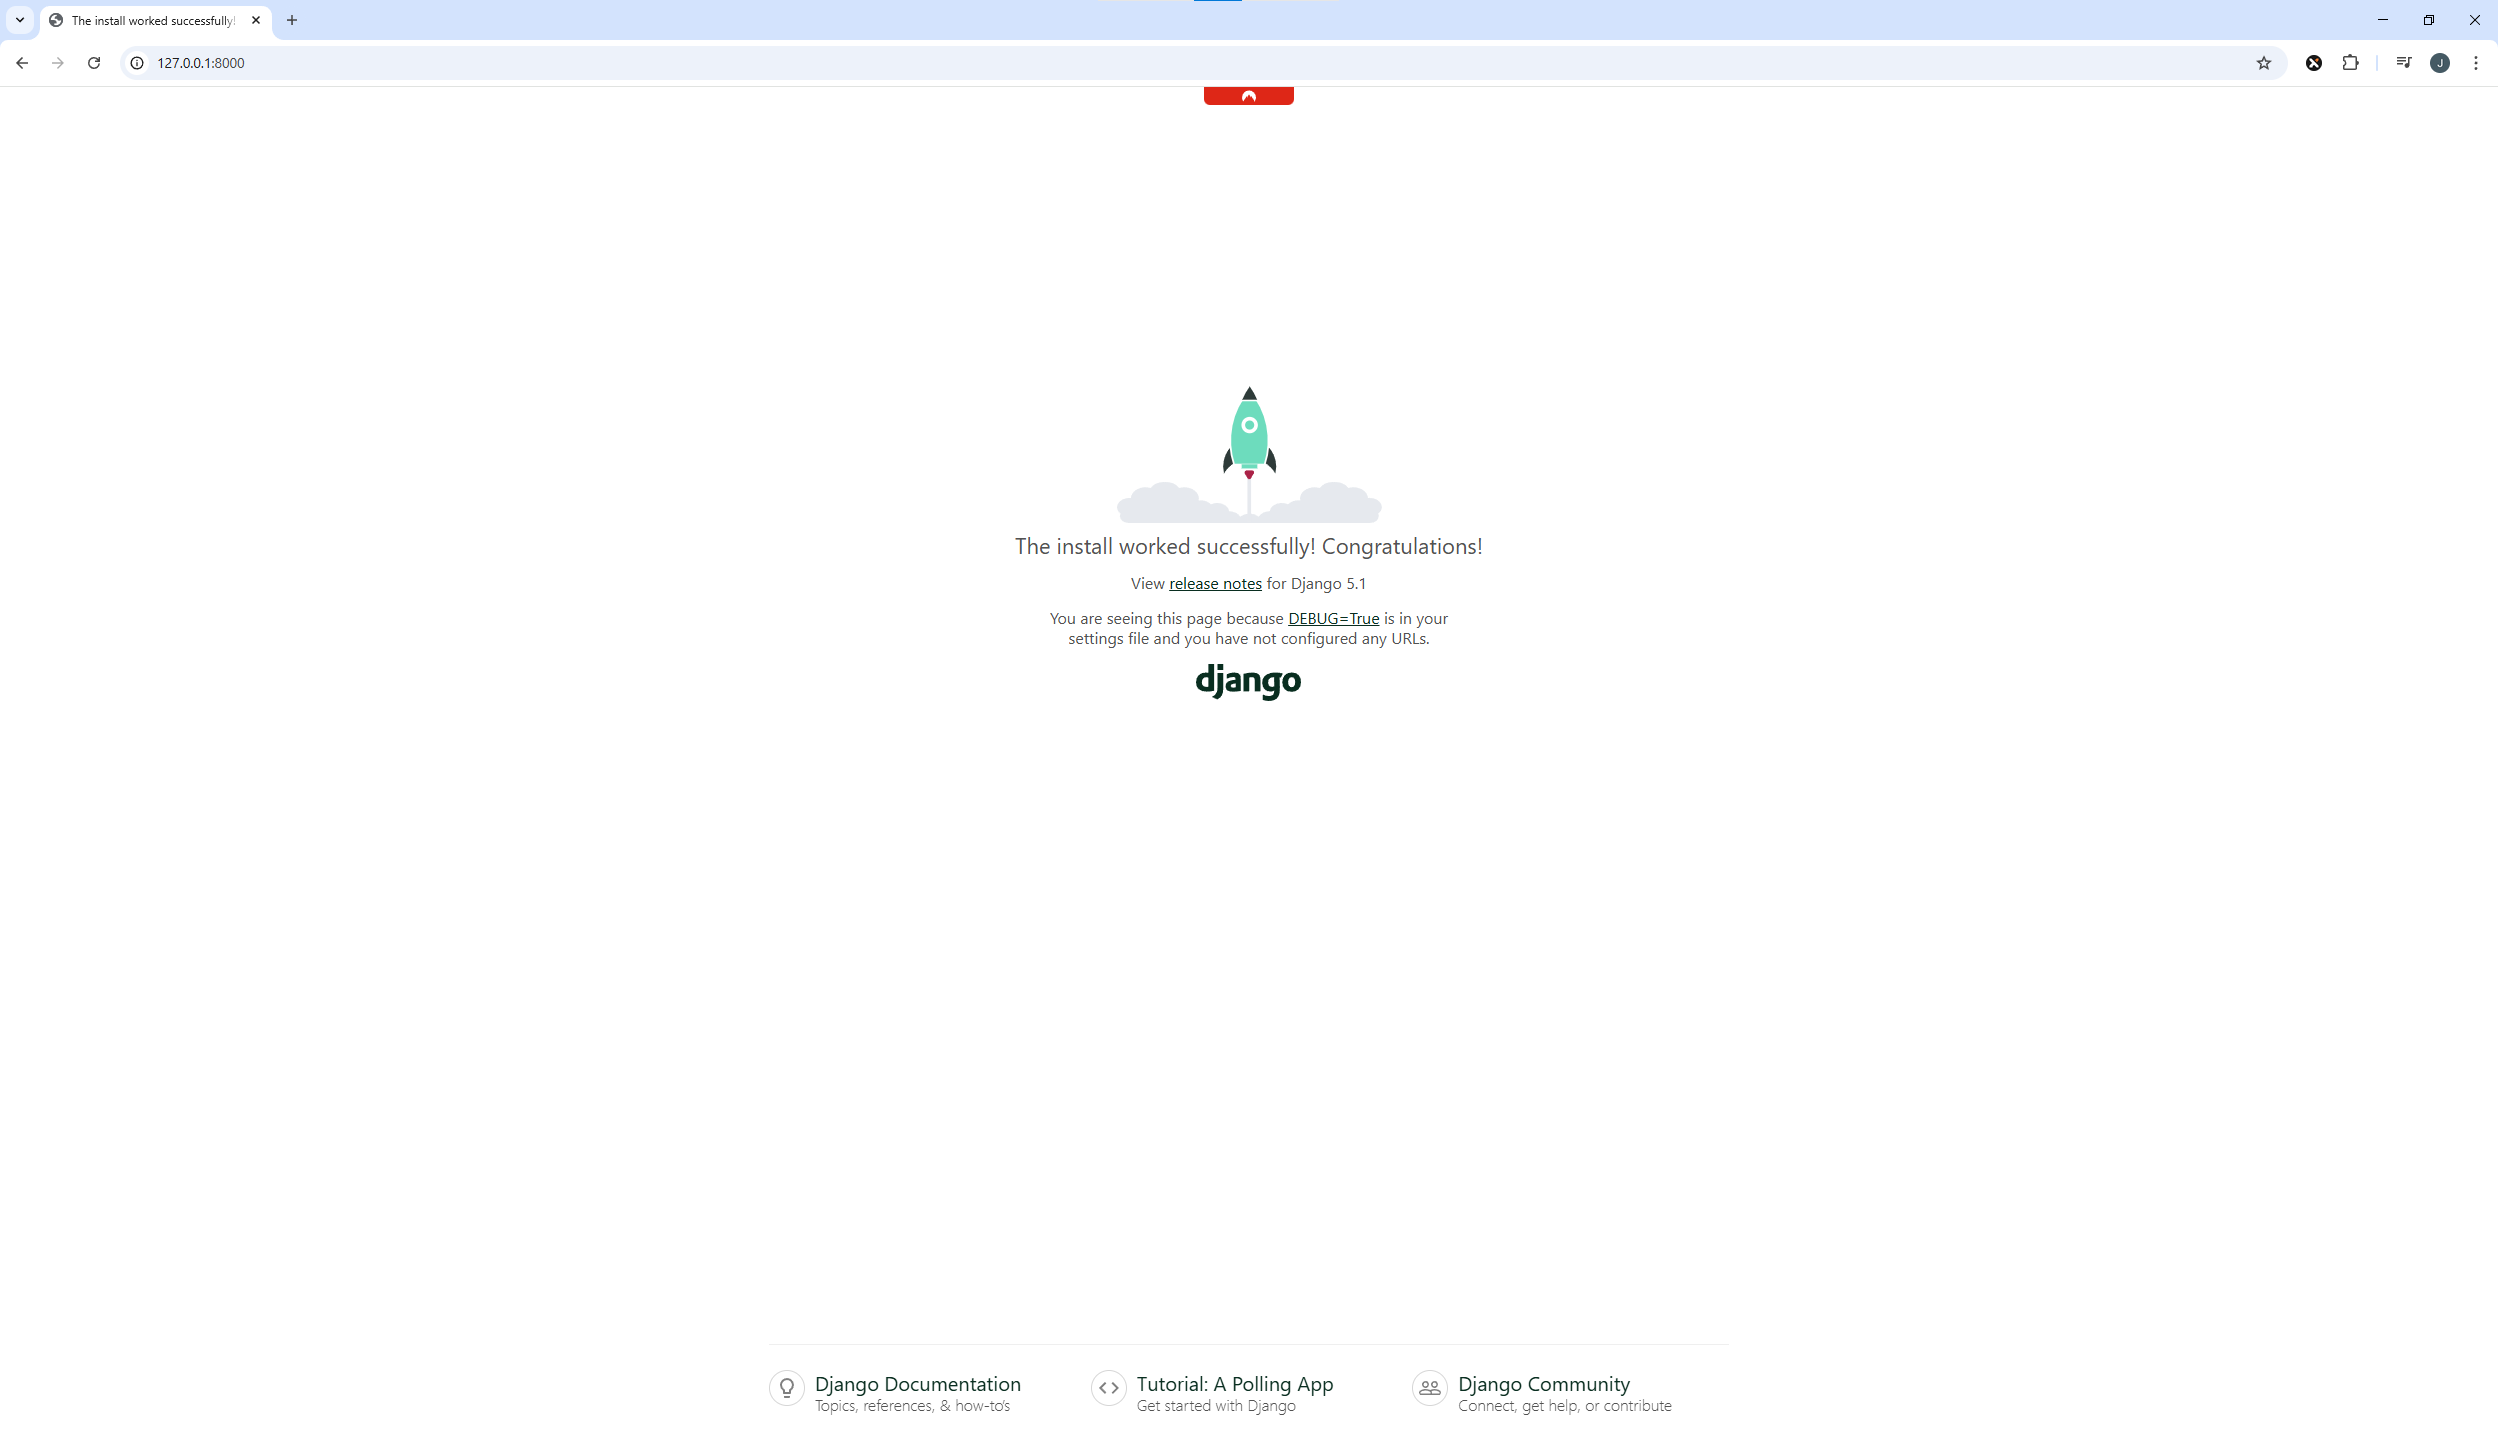 The install worked successfully!
127.0.0.1:8000
J
The install worked successfully! Congratulations!
View release notes for Django 5.1
You are seeing this page because DEBUG=True is in your
settings file and you have not configured any URLs.
django
Django Documentation
Topics, references, & how-to's
Tutorial: A Polling App
Get started with Django
Django Community
Connect, get help, or contribute